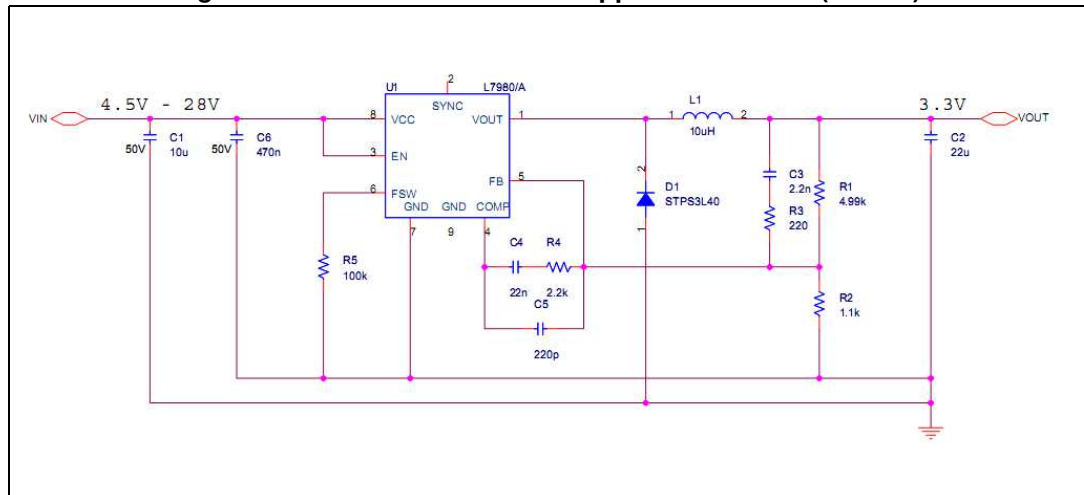 4.5V - 28V
VIN
C1
10u
50V
C6
470n
50V
U1
L7980/A
2
SYNC
8
VCC
VOUT
1
3
EN
FB
5
6
FSW
GND
GND
COMP
7
9
4
R5
100k
C4
22n
R4
2.2k
C5
220p
L1
1
2
10uH
2
D1
STPS3L40
1
C3
2.2n
R3
220
R1
4.99k
R2
1.1k
3.3V
VOUT
C2
22u